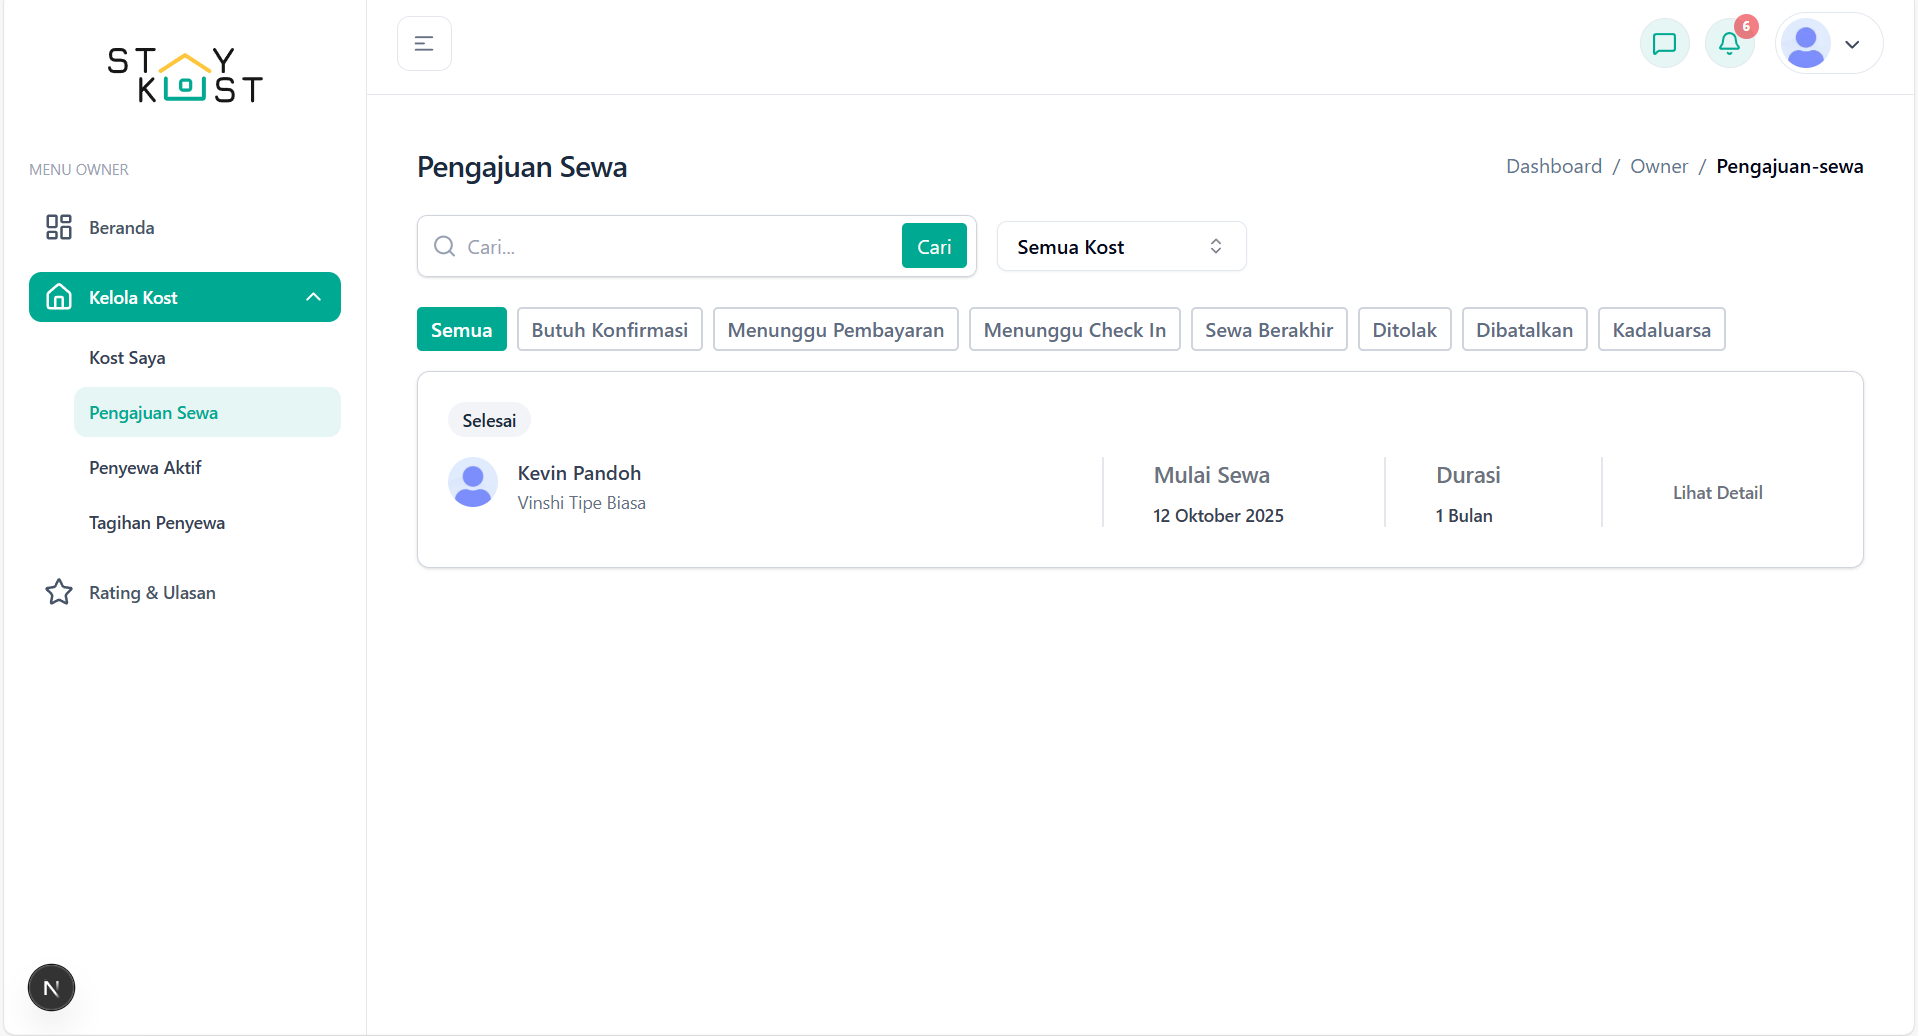 STAY
KOST
6
MENU OWNER
Beranda
Kelola Kost
Kost Saya
Pengajuan Sewa
Penyewa Aktif
Tagihan Penyewa
Rating & Ulasan
N
Pengajuan Sewa
Dashboard / Owner / Pengajuan-sewa
Cari...
Cari
Semua Kost
Semua
Butuh Konfirmasi
Menunggu Pembayaran
Menunggu Check In
Sewa Berakhir
Ditolak
Dibatalkan
Kadaluarsa
Selesai
Kevin Pandoh
Vinshi Tipe Biasa
Mulai Sewa
12 Oktober 2025
Durasi
1 Bulan
Lihat Detail